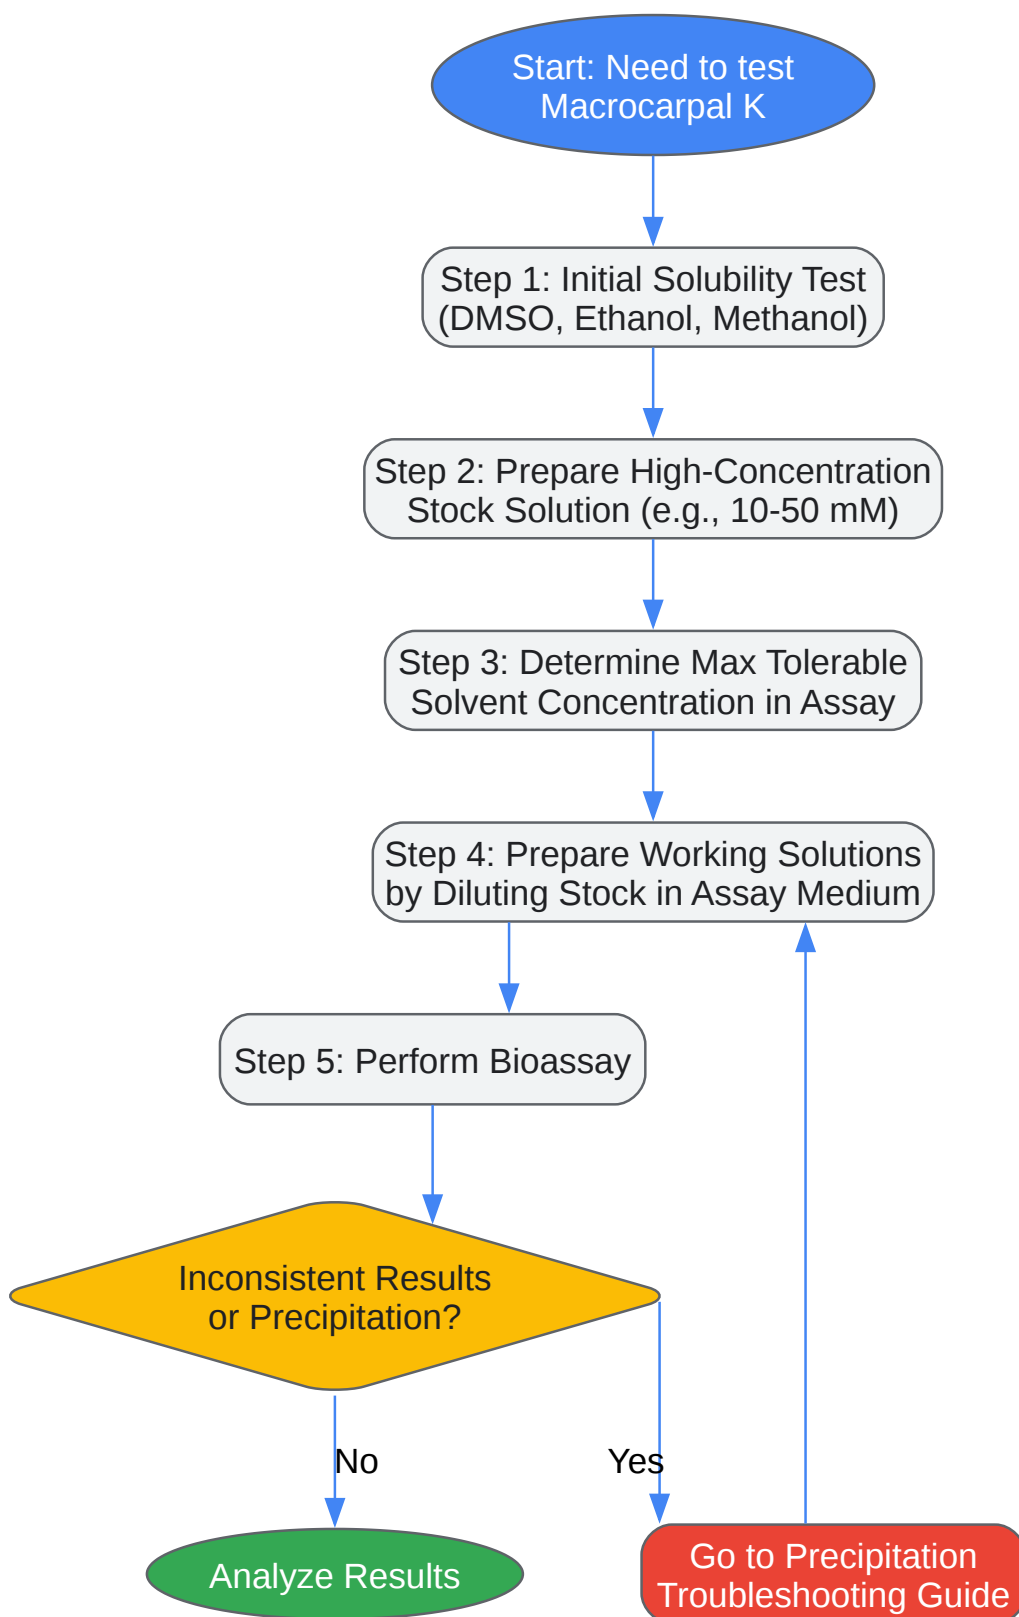 Start: Need to test
Macrocarpal K
Step 1: Initial Solubility Test
(DMSO, Ethanol, Methanol)
Step 2: Prepare High-Concentration
Stock Solution (e.g., 10-50 mM)
Step 3: Determine Max Tolerable
Solvent Concentration in Assay
Step 4: Prepare Working Solutions
by Diluting Stock in Assay Medium
Step 5: Perform Bioassay
Inconsistent Results
or Precipitation?
No
Yes
Analyze Results
Go to Precipitation
Troubleshooting Guide